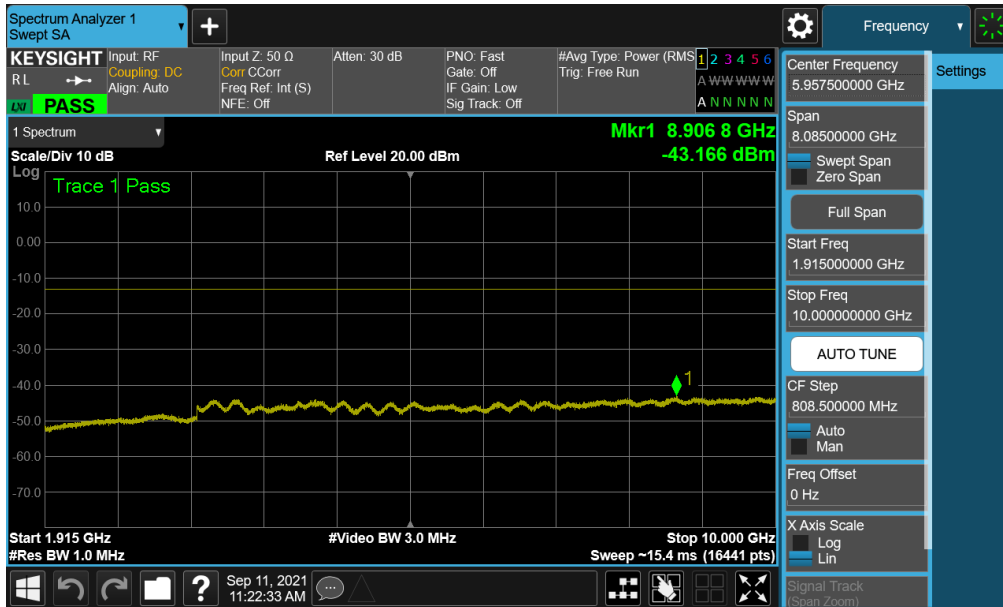 Spectrum Analyzer 1
Swept SA
+
Frequency
KEYSIGHT
RL
LXI PASS
Input: RF
Coupling: DC
Align: Auto
Input Z: 50 Ω
Corr CCorr
Freq Ref: Int (S)
NFE: Off
Atten: 30 dB
PNO: Fast
Gate: Off
IF Gain: Low
Sig Track: Off
#Avg Type: Power (RMS
Trig: Free Run
1 2 3 4 5 6
A W W W W W
A N N N N N
1 Spectrum
Scale/Div 10 dB
Ref Level 20.00 dBm
Mkr1 8.906 8 GHz
-43.166 dBm
Log
Trace 1 Pass
10.0
0.00
-10.0
-20.0
-30.0
-40.0
-50.0
-60.0
-70.0
1
Start 1.915 GHz
#Res BW 1.0 MHz
#Video BW 3.0 MHz
Stop 10.000 GHz
Sweep ~15.4 ms (16441 pts)
Center Frequency
5.957500000 GHz
Span
8.08500000 GHz
Swept Span
Zero Span
Full Span
Start Freq
1.915000000 GHz
Stop Freq
10.000000000 GHz
AUTO TUNE
CF Step
808.500000 MHz
Auto
Man
Freq Offset
0 Hz
X Axis Scale
Log
Lin
Signal Track
(Span Zoom)
Settings
?
Sep 11, 2021
11:22:33 AM